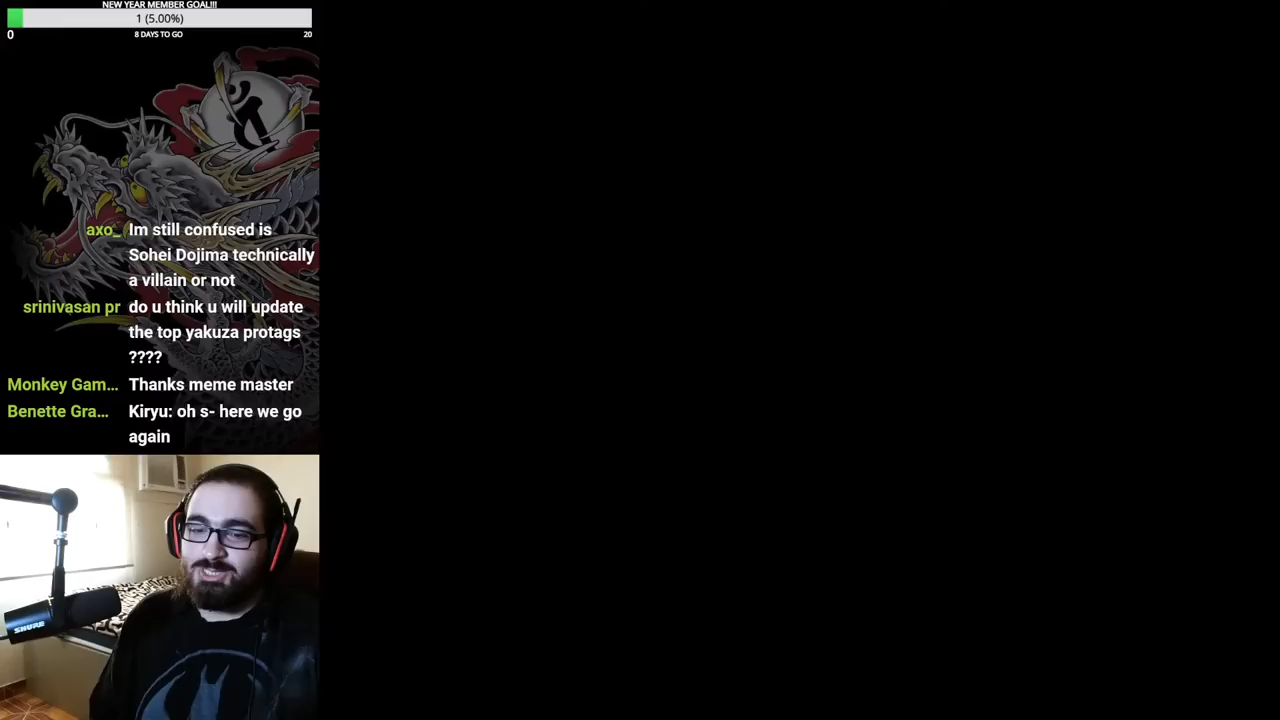 NEW YEAR MEMBER GOAL!!!
1 (5.00%)
0 8 DAYS TO GO 20
axo_ Im still confused is
Sohei Dojima technically
a villain or not
srinivasan pr do u think u will update
the top yakuza protags
????
Monkey Gam... Thanks meme master
Benette Gra... Kiryu: oh s- here we go
again
SHURE